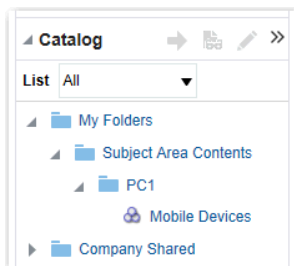 Catalog
List All
My Folders
Subject Area Contents
PC1
Mobile Devices
Company Shared